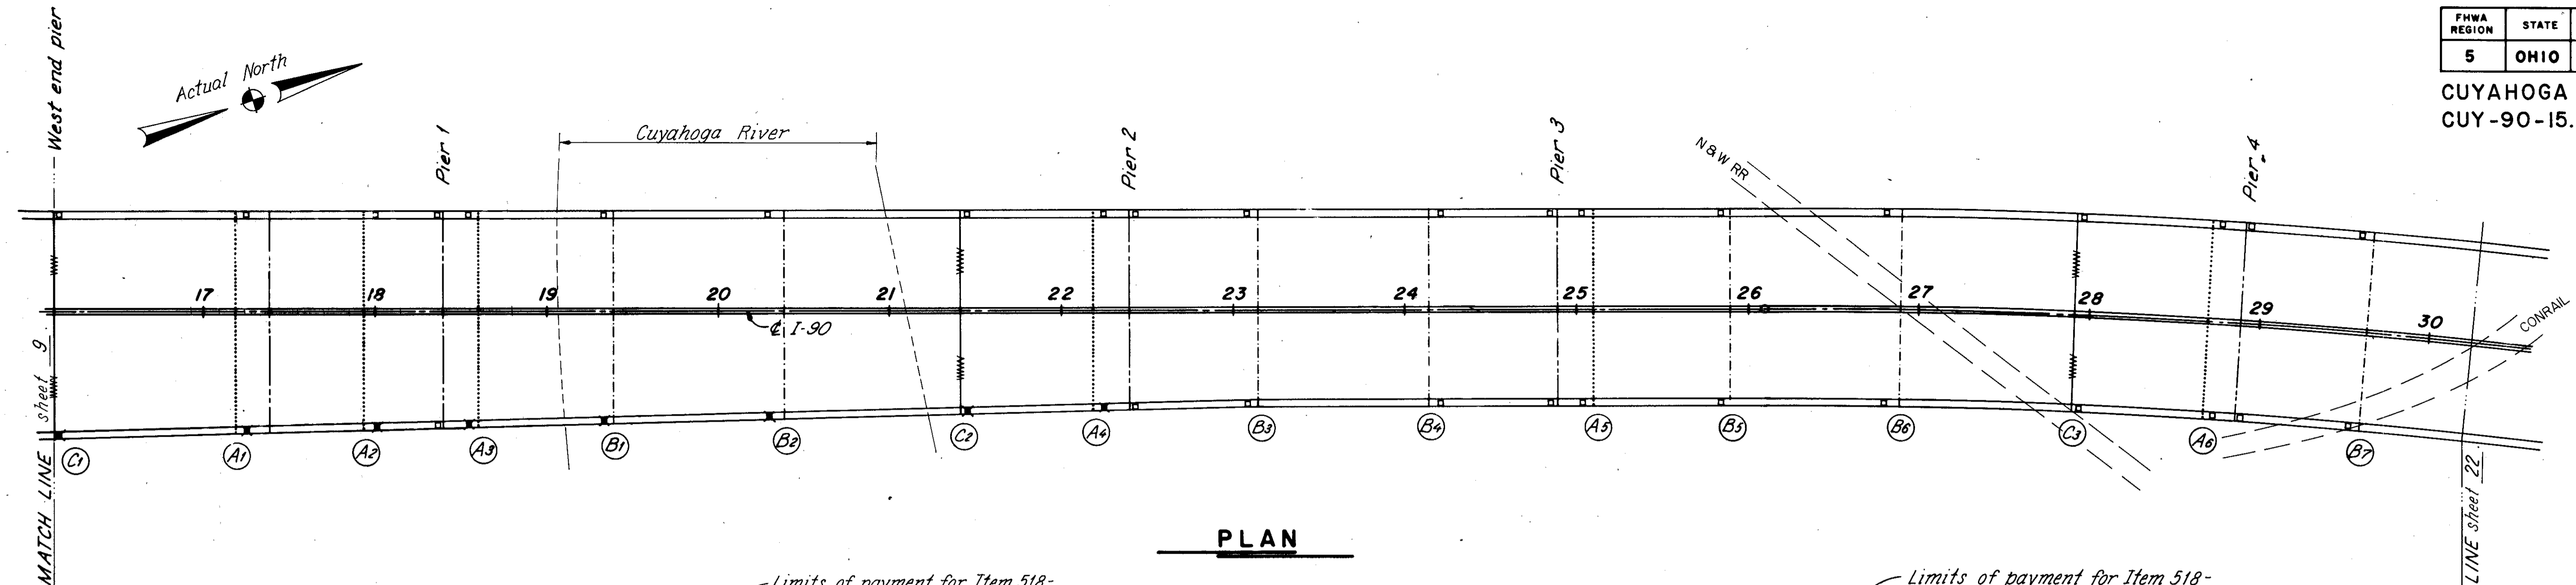 West end pier
Actual North
Pier 1
Cuyahoga River
Pier 2
Pier 3
N&W RR
Pier 4
FHWA REGION
STATE
5
OHIO
CUYAHOGA
CUY-90-15.
17
18
19
20
21
22
23
24
25
26
27
28
29
30
℄ I-90
CONRAIL
MATCH LINE sheet 9
C1
A1
A2
A3
B1
B2
C2
A4
B3
B4
A5
B5
B6
C3
A6
B7
LINE sheet 22
PLAN
Limits of payment for Item 518-
Limits of payment for Item 518-